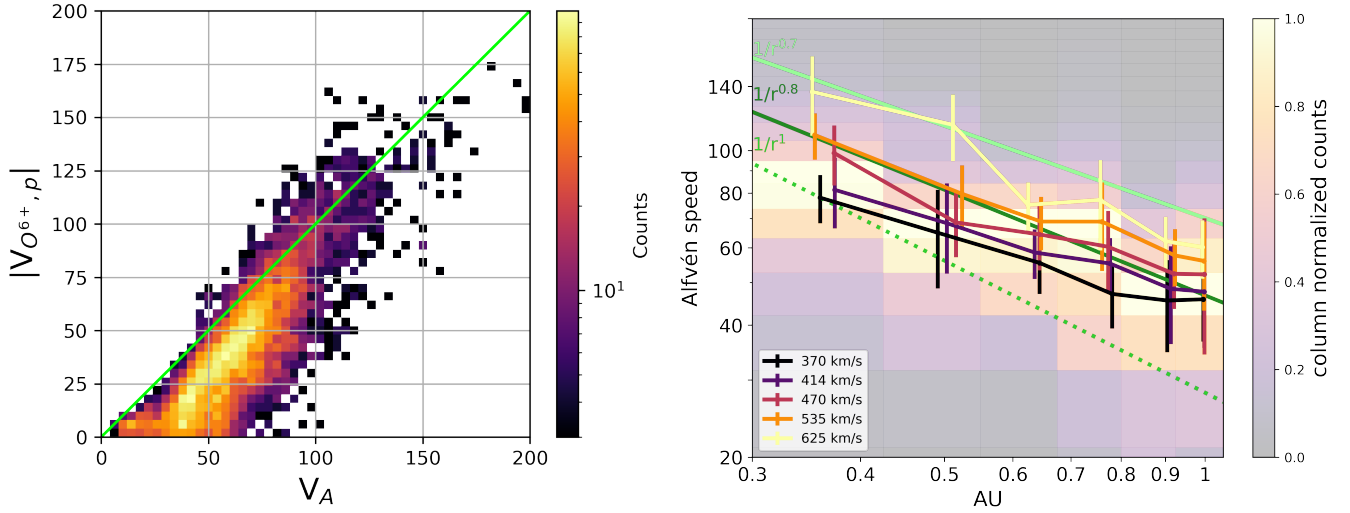 200
175
150
125
100
75
50
25
0
|V_{O^{6+},p}|
0 50 100 150 200
V_A
10^1
Counts
1/r^{0.7}
1/r^{0.8}
1/r^1
140
100
80
60
40
20
Alfvén speed
370 km/s
414 km/s
470 km/s
535 km/s
625 km/s
0.3 0.4 0.5 0.6 0.7 0.8 0.9 1
AU
1.0
0.8
0.6
0.4
0.2
0.0
column normalized counts